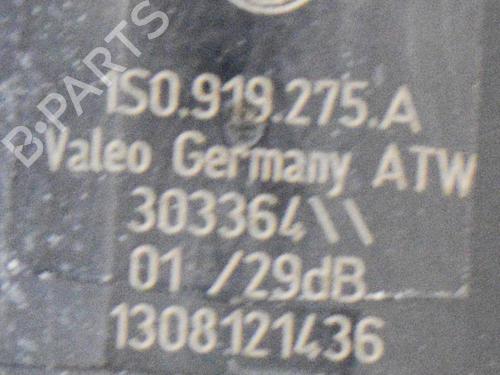 B-PARTS
1S0.919.275.A
Valeo Germany ATW
303364\\
01 /29dB
1308121436